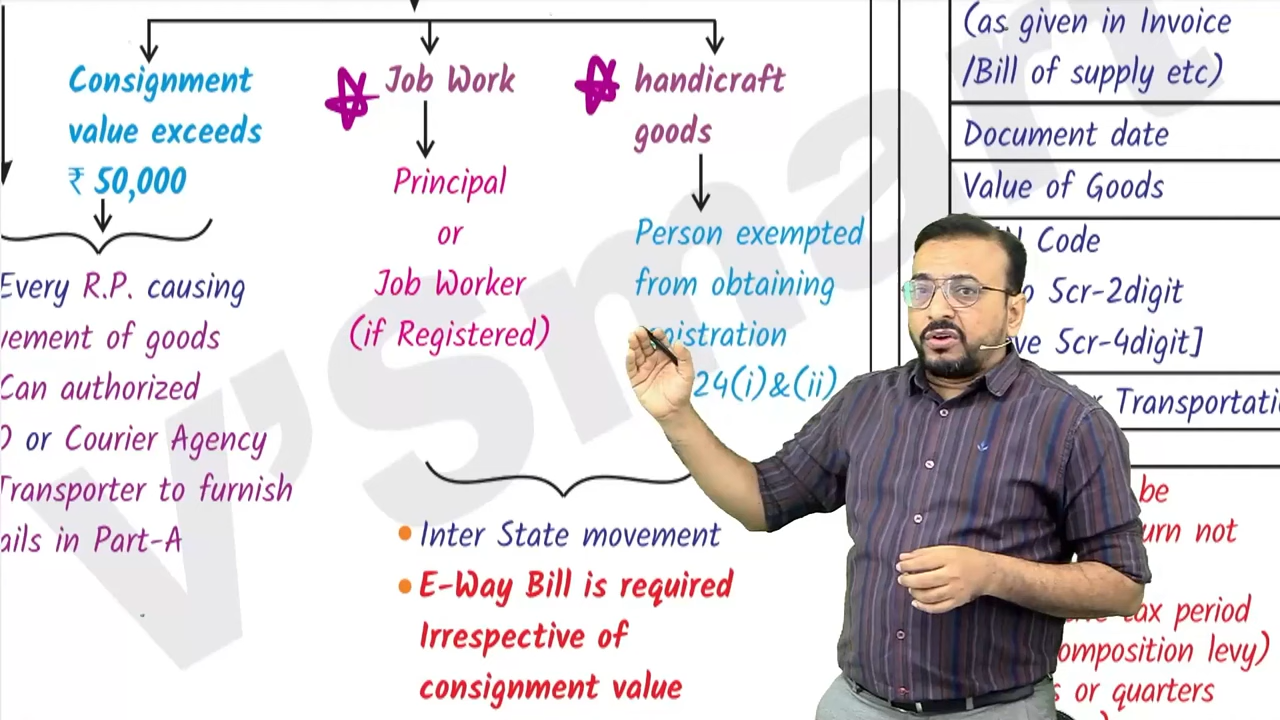 Consignment
value exceeds
₹ 50,000
Every R.P. causing
vement of goods
Can authorized
or Courier Agency
Transporter to furnish
ails in Part-A
Job Work
Principal
or
Job Worker
(if Registered)
handicraft
goods
Person exempted
from obtaining
gistration
24(i)&(ii)
• Inter State movement
• E-Way Bill is required
Irrespective of
consignment value
(as given in Invoice
/Bill of supply etc)
Document date
Value of Goods
Code
Scr-2digit
ve Scr-4digit]
Transportati
be
urn not
tax period
omposition levy)
or quarters
V'Smart